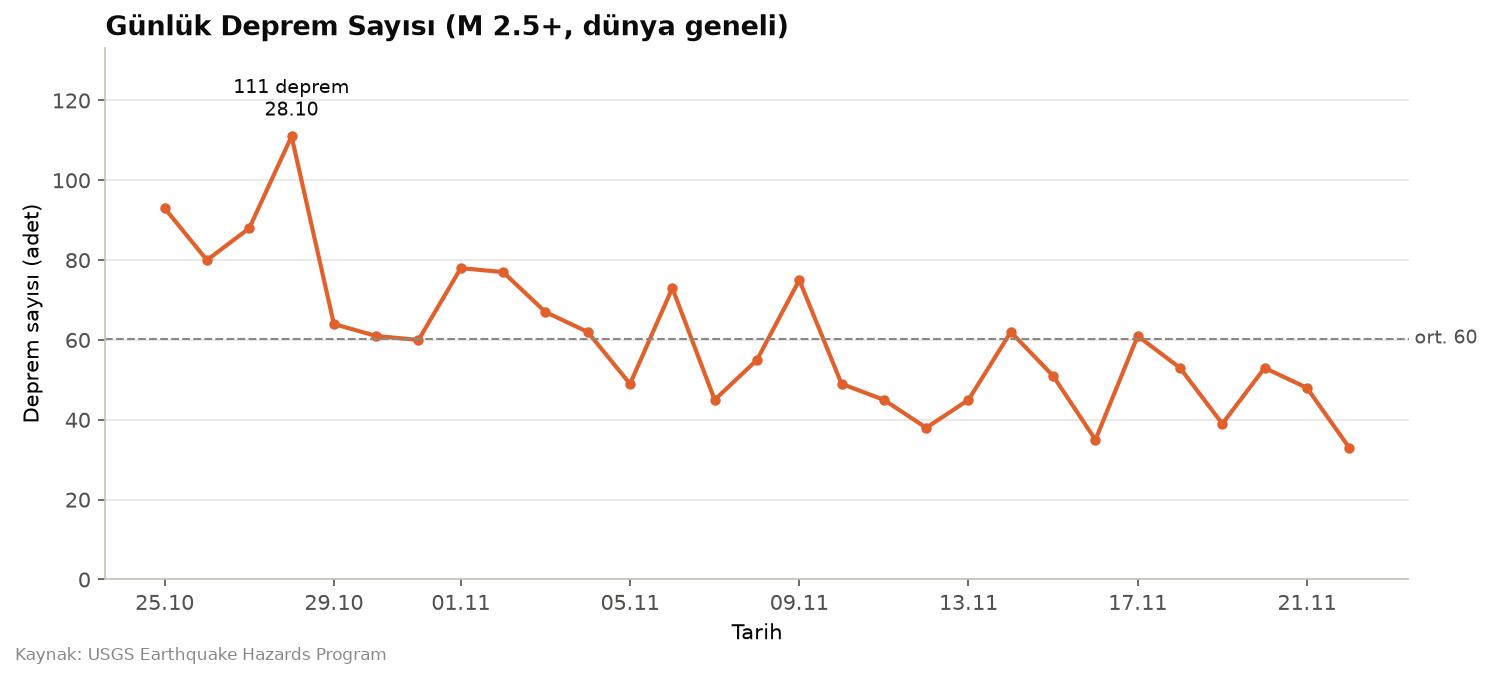 Günlük Deprem Sayısı (M 2.5+, dünya geneli)
111 deprem
28.10
120
100
80
60
40
20
0
Deprem sayısı (adet)
ort. 60
25.10
29.10
01.11
05.11
09.11
13.11
17.11
21.11
Tarih
Kaynak: USGS Earthquake Hazards Program